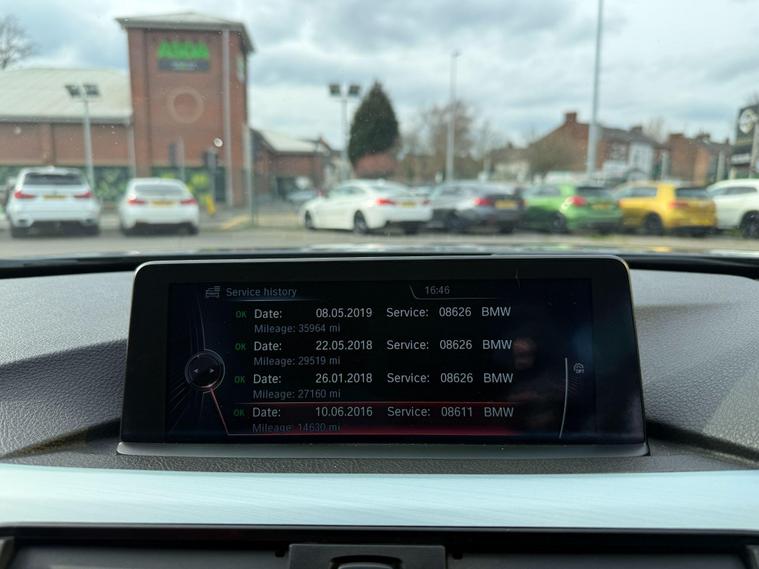 ASDA
Service history
16:46
OK Date: 08.05.2019 Service: 08626 BMW
Mileage: 35964 mi
OK Date: 22.05.2018 Service: 08626 BMW
Mileage: 29519 mi
OK Date: 26.01.2018 Service: 08626 BMW
Mileage: 27160 mi
OK Date: 10.06.2016 Service: 08611 BMW
Mileage: 14630 mi